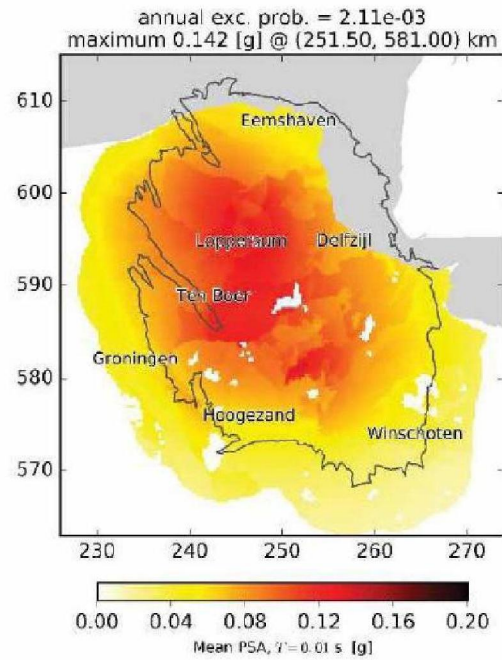 annual exc. prob. = 2.11e-03
maximum 0.142 [g] @ (251.50, 581.00) km
610
Eemshaven
600
Loppersum Delfzijl
590
Ten Boer
Groningen
580
Hoogezand
Winschoten
570
230 240 250 260 270
0.00 0.04 0.08 0.12 0.16 0.20
Mean PSA, T = 0.01 s [g]